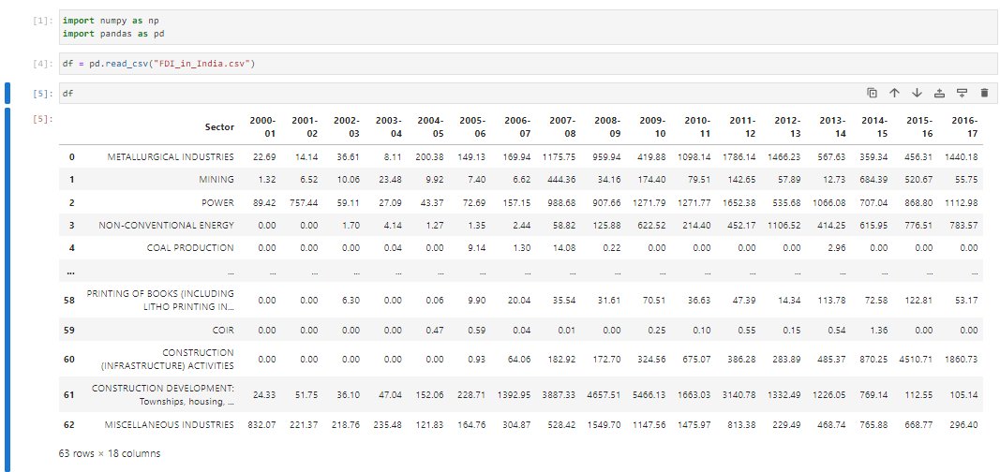 [1]: import numpy as np
import pandas as pd
[4]: df = pd.read_csv("FDI_in_India.csv")
[5]: df
[5]:
Sector 2000-01 2001-02 2002-03 2003-04 2004-05 2005-06 2006-07 2007-08 2008-09 2009-10 2010-11 2011-12 2012-13 2013-14 2014-15 2015-16 2016-17
0 METALLURGICAL INDUSTRIES 22.69 14.14 36.61 8.11 200.38 149.13 169.94 1175.75 959.94 419.88 1098.14 1786.14 1466.23 567.63 359.34 456.31 1440.18
1 MINING 1.32 6.52 10.06 23.48 9.92 7.40 6.62 444.36 34.16 174.40 79.51 142.65 57.89 12.73 684.39 520.67 55.75
2 POWER 89.42 757.44 59.11 27.09 43.37 72.69 157.15 988.68 907.66 1271.79 1271.77 1652.38 535.68 1066.08 707.04 868.80 1112.98
3 NON-CONVENTIONAL ENERGY 0.00 0.00 1.70 4.14 1.27 1.35 2.44 58.82 125.88 622.52 214.40 452.17 1106.52 414.25 615.95 776.51 783.57
4 COAL PRODUCTION 0.00 0.00 0.00 0.04 0.00 9.14 1.30 14.08 0.22 0.00 0.00 0.00 0.00 2.96 0.00 0.00 0.00
... ... ... ... ... ... ... ... ... ... ... ... ... ... ... ... ... ... ...
58 PRINTING OF BOOKS (INCLUDING LITHO PRINTING IN... 0.00 0.00 6.30 0.00 0.06 9.90 20.04 35.54 31.61 70.51 36.63 47.39 14.34 113.78 72.58 122.81 53.17
59 COIR 0.00 0.00 0.00 0.00 0.47 0.59 0.04 0.01 0.00 0.25 0.10 0.55 0.15 0.54 1.36 0.00 0.00
60 CONSTRUCTION (INFRASTRUCTURE) ACTIVITIES 0.00 0.00 0.00 0.00 0.00 0.93 64.06 182.92 172.70 324.56 675.07 386.28 283.89 485.37 870.25 4510.71 1860.73
61 CONSTRUCTION DEVELOPMENT: Townships, housing, ... 24.33 51.75 36.10 47.04 152.06 228.71 1392.95 3887.33 4657.51 5466.13 1663.03 3140.78 1332.49 1226.05 769.14 112.55 105.14
62 MISCELLANEOUS INDUSTRIES 832.07 221.37 218.76 235.48 121.83 164.76 304.87 528.42 1549.70 1147.56 1475.97 813.38 229.49 468.74 765.88 668.77 296.40
63 rows × 18 columns